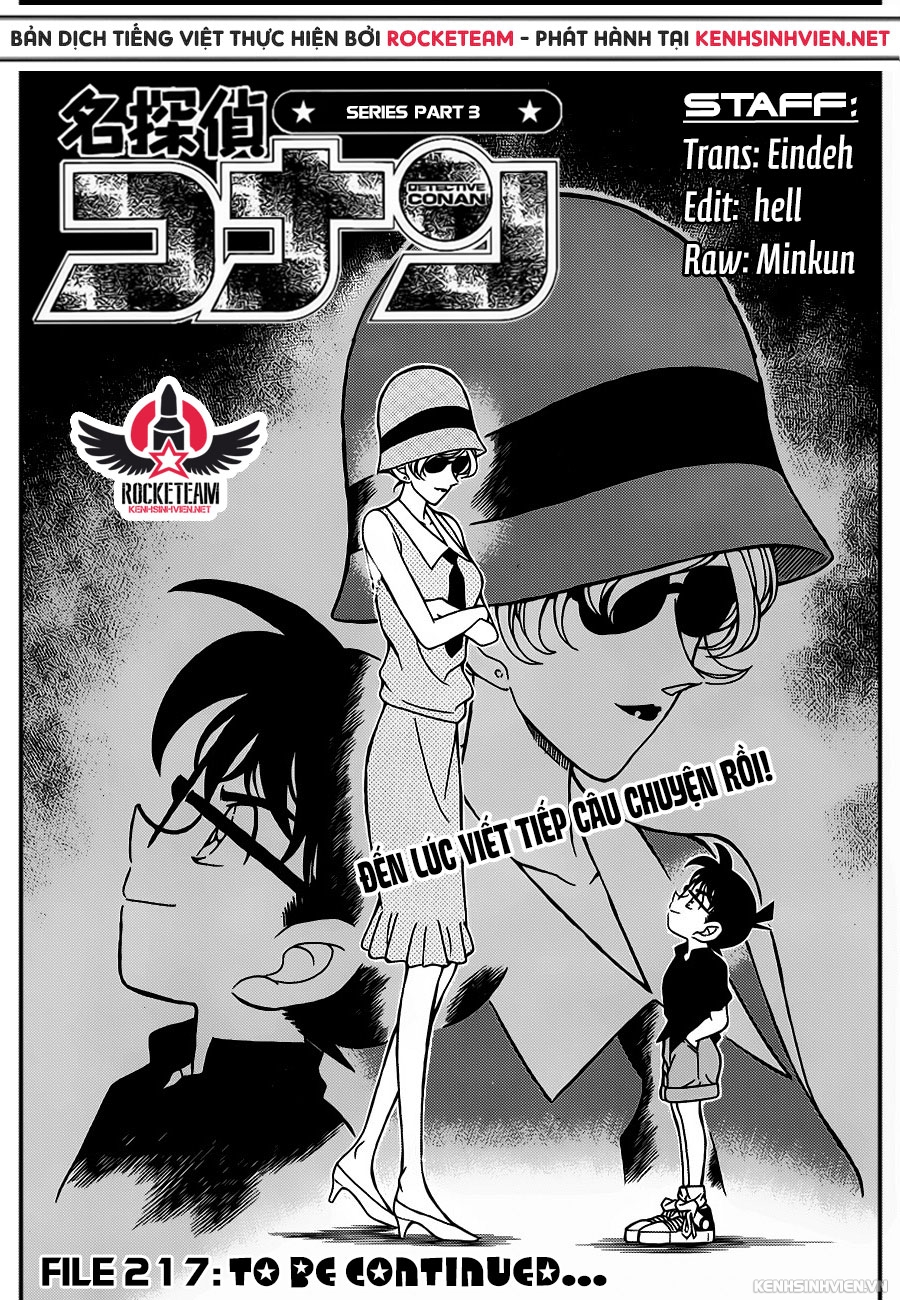 BẢN DỊCH TIẾNG VIỆT THỰC HIỆN BỞI ROCKETEAM - PHÁT HÀNH TẠI KENHSINHVIEN.NET
名探偵
SERIES PART 3
コナン
DETECTIVE
CONAN
STAFF:
Trans: Eindeh
Edit: hell
Raw: Minkun
ROCKETEAM
KENHSINHVIEN.NET
ĐẾN LÚC VIẾT TIẾP CÂU CHUYỆN RỒI!
FILE 217: TO BE CONTINUED...
KENHSINHVIEN.VN